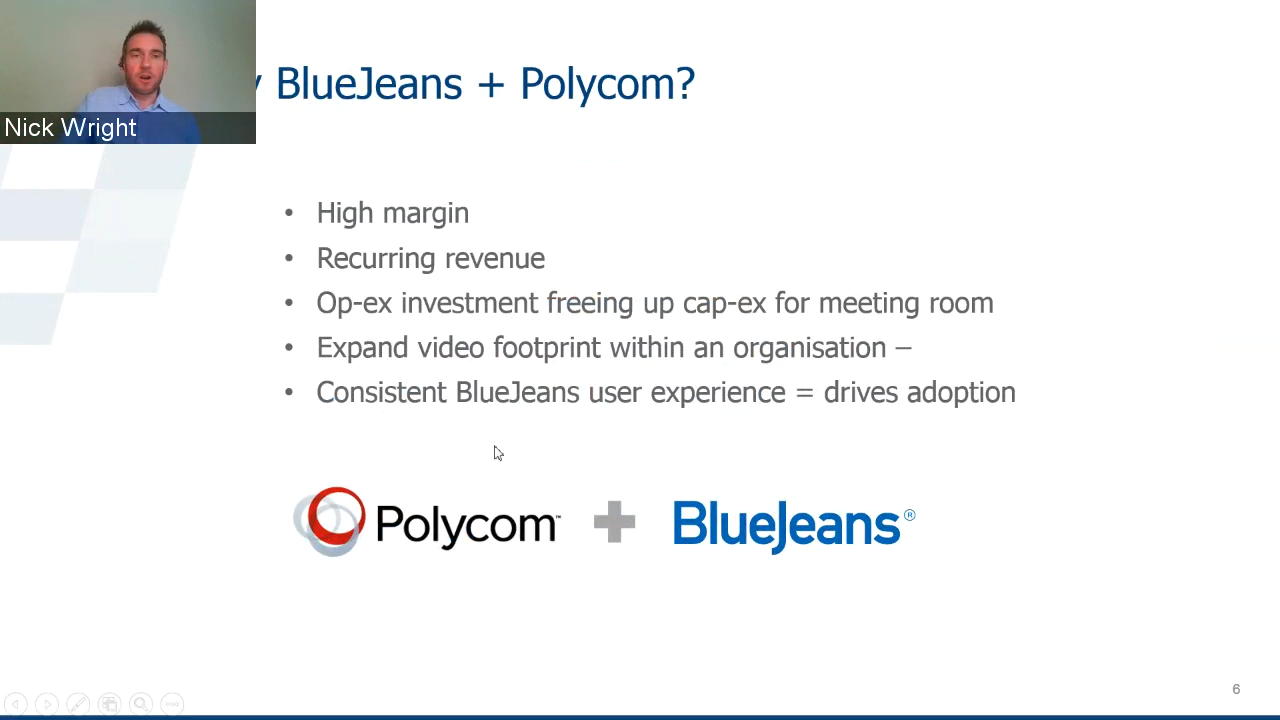 y BlueJeans + Polycom?
Nick Wright
• High margin
• Recurring revenue
• Op-ex investment freeing up cap-ex for meeting room
• Expand video footprint within an organisation –
• Consistent BlueJeans user experience = drives adoption
Polycom™ + BlueJeans®
6